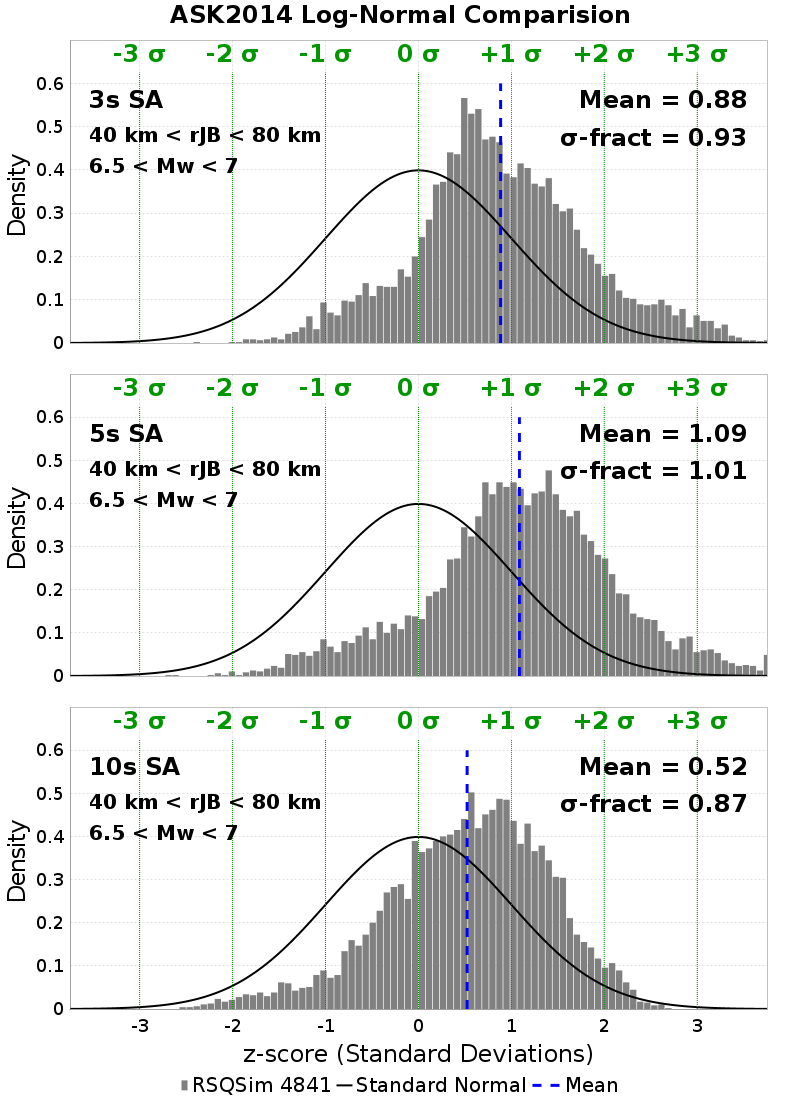 ASK2014 Log-Normal Comparision
-3 σ -2 σ -1 σ 0 σ +1 σ +2 σ +3 σ
0.6
3s SA Mean = 0.88
0.5
40 km < rJB < 80 km σ-fract = 0.93
6.5 < Mw < 7
0.4
0.3
0.2
0.1
0
Density
-3 σ -2 σ -1 σ 0 σ +1 σ +2 σ +3 σ
0.6
5s SA Mean = 1.09
0.5
40 km < rJB < 80 km σ-fract = 1.01
6.5 < Mw < 7
0.4
0.3
0.2
0.1
0
Density
-3 σ -2 σ -1 σ 0 σ +1 σ +2 σ +3 σ
0.6
10s SA Mean = 0.52
0.5
40 km < rJB < 80 km σ-fract = 0.87
6.5 < Mw < 7
0.4
0.3
0.2
0.1
0
Density
-3 -2 -1 0 1 2 3
z-score (Standard Deviations)
RSQSim 4841 Standard Normal Mean